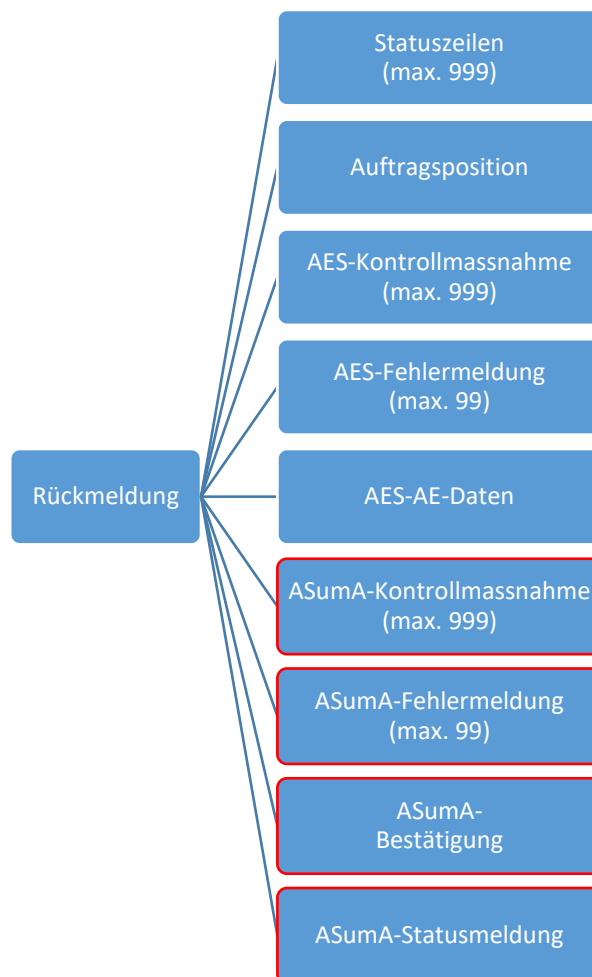 Statuszeilen
(max. 999)
Auftragsposition
AES-Kontrollmassnahme
(max. 999)
AES-Fehlermeldung
(max. 99)
Rückmeldung
AES-AE-Daten
ASumA-Kontrollmassnahme
(max. 999)
ASumA-Fehlermeldung
(max. 99)
ASumA-
Bestätigung
ASumA-Statusmeldung